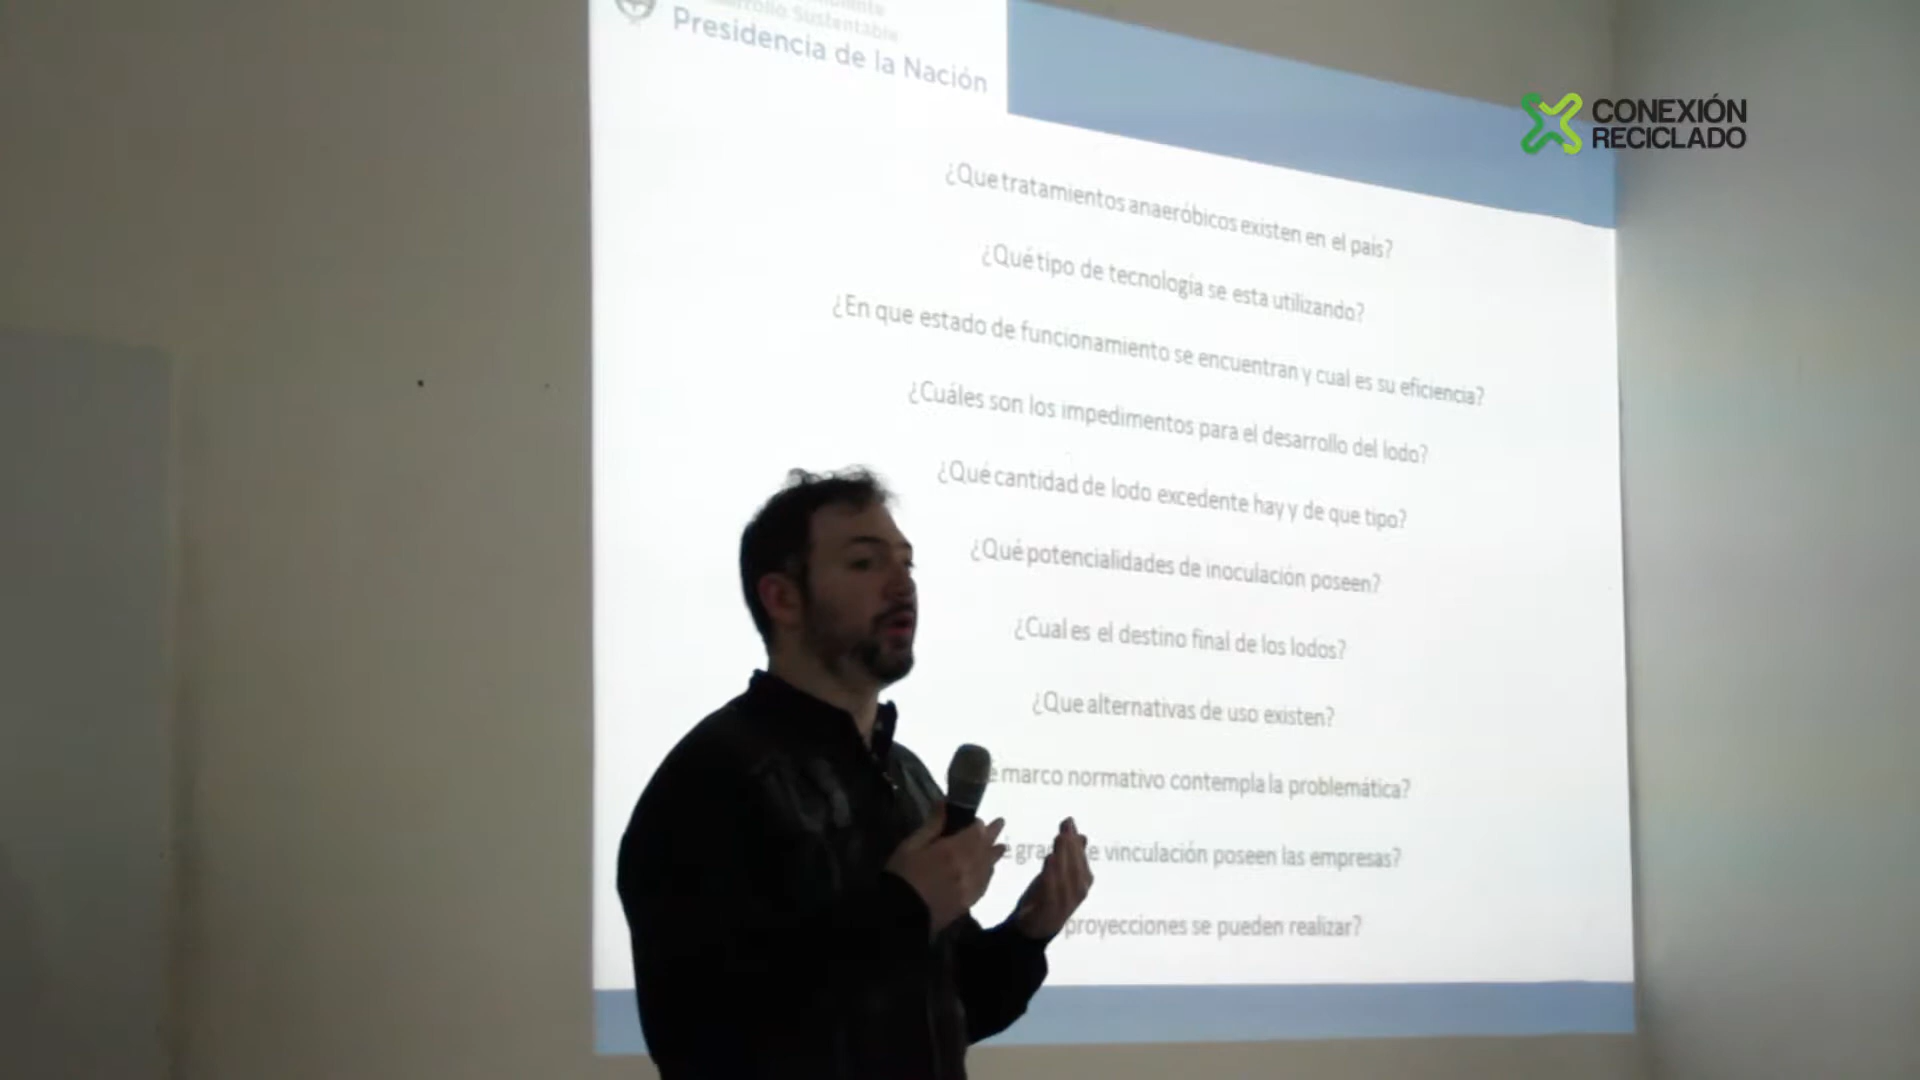 Sustentable
Presidencia de la Nación
CONEXIÓN
RECICLADO
¿Que tratamientos anaeróbicos existen en el país?
¿Qué tipo de tecnología se esta utilizando?
¿En que estado de funcionamiento se encuentran y cual es su eficiencia?
¿Cuáles son los impedimentos para el desarrollo del lodo?
¿Qué cantidad de lodo excedente hay y de que tipo?
¿Qué potencialidades de inoculación poseen?
¿Cual es el destino final de los lodos?
¿Que alternativas de uso existen?
marco normativo contempla la problemática?
vinculación poseen las empresas?
proyecciones se pueden realizar?